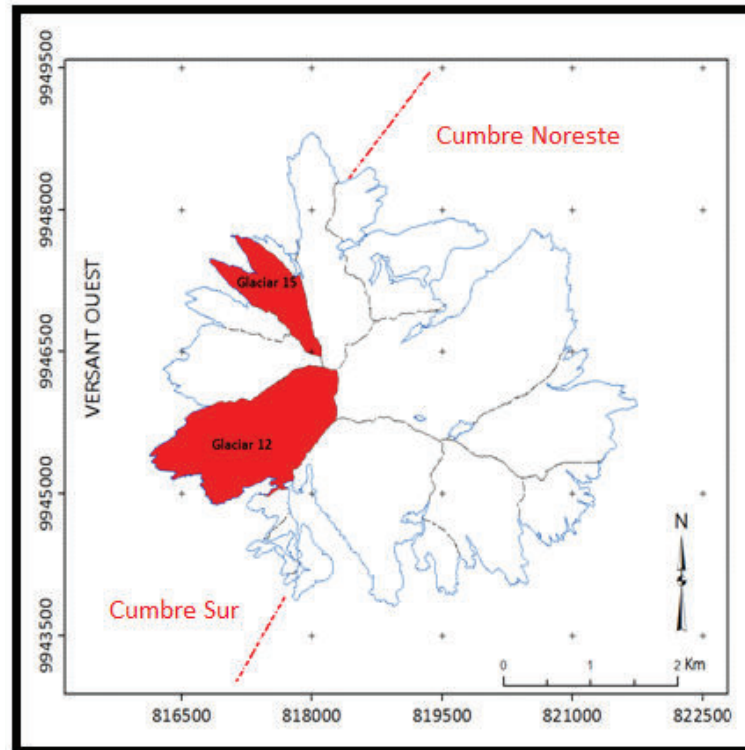 9949500
Cumbre Noreste
9948000
VERSANT OUEST
Glaciar 15
9946500
Glaciar 12
9945000
N
Cumbre Sur
9943500
0 1 2 Km
816500 818000 819500 821000 822500